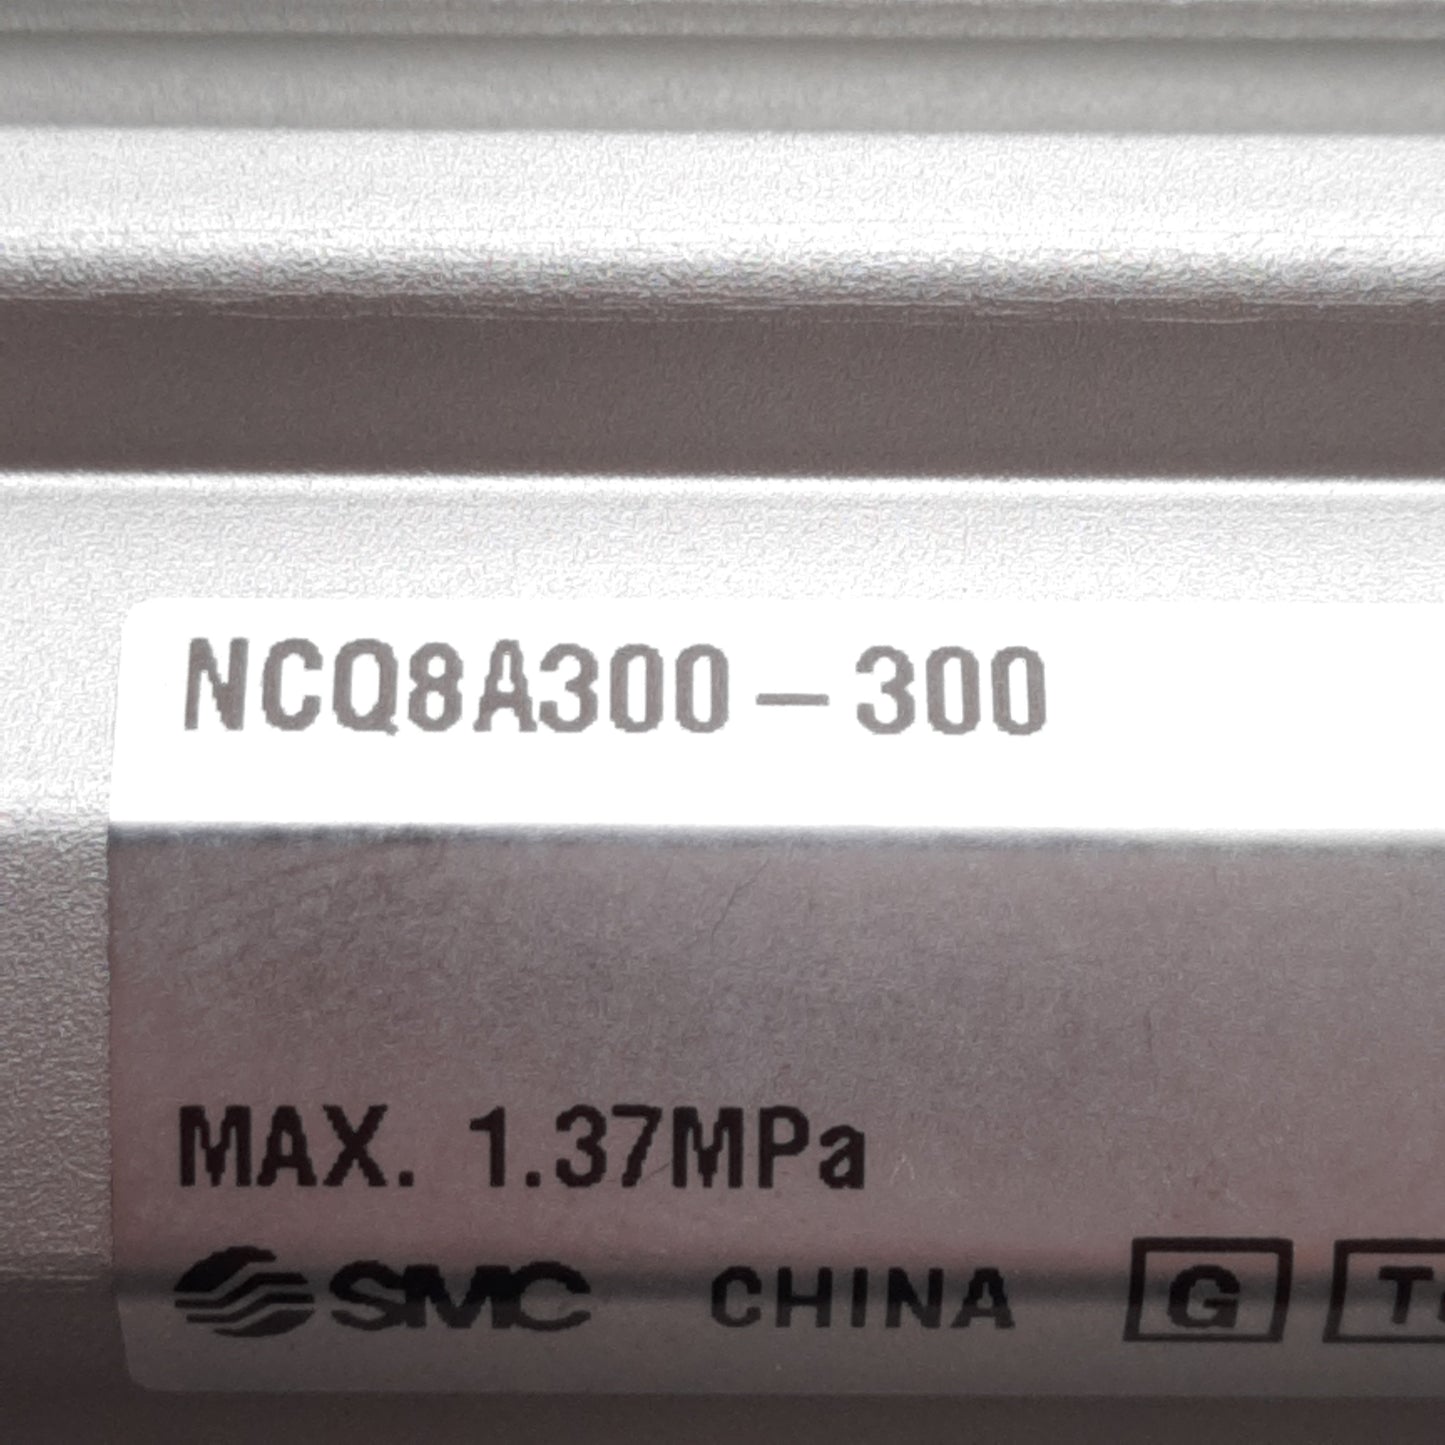 NCQ8A300-300
MAX. 1.37MPa
SMC CHINA G